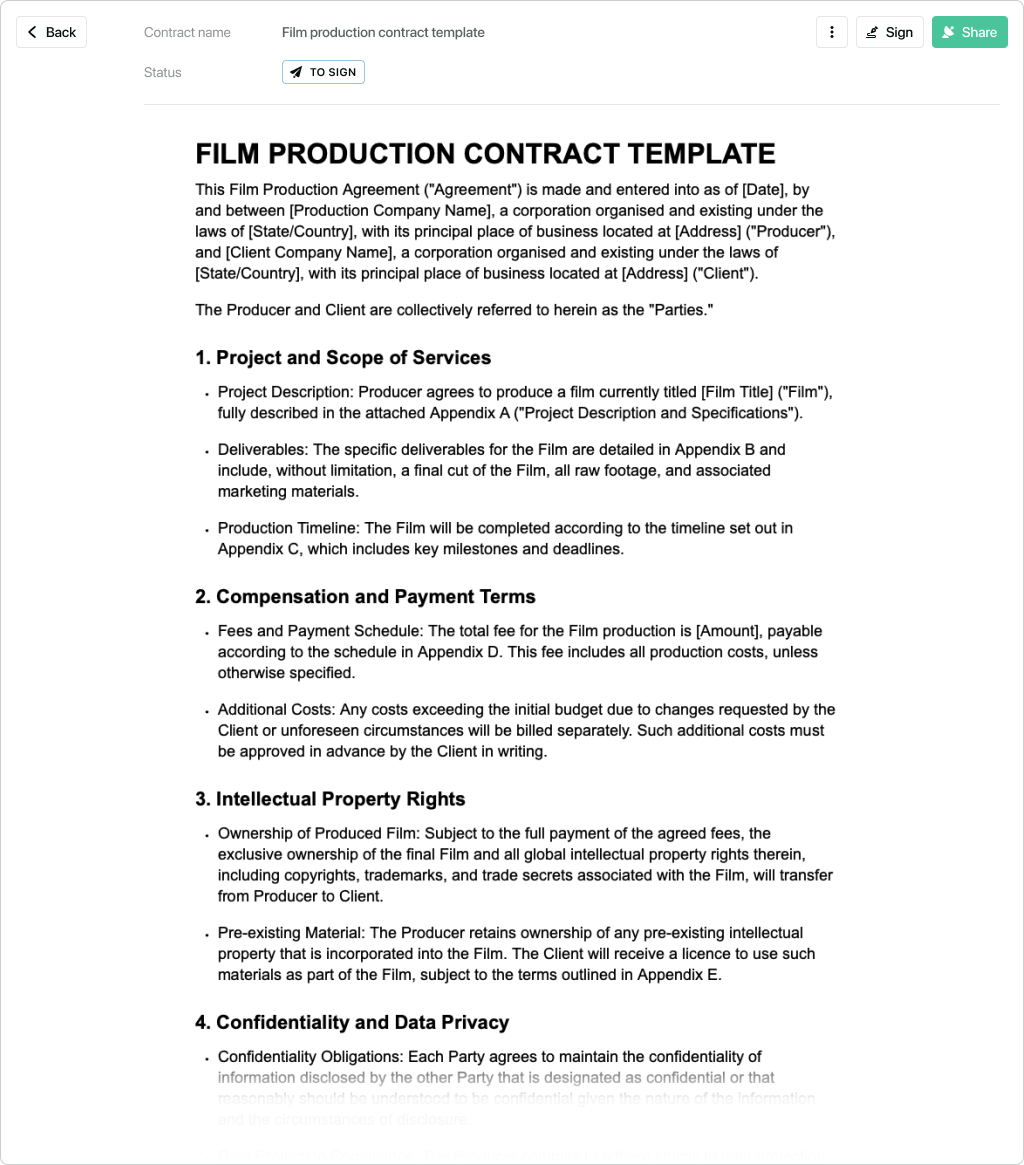 Back
Contract name
Film production contract template
Sign
Share
Status
TO SIGN
FILM PRODUCTION CONTRACT TEMPLATE
This Film Production Agreement ("Agreement") is made and entered into as of [Date], by
and between [Production Company Name], a corporation organised and existing under the
laws of [State/Country], with its principal place of business located at [Address] ("Producer"),
and [Client Company Name], a corporation organised and existing under the laws of
[State/Country], with its principal place of business located at [Address] ("Client").
The Producer and Client are collectively referred to herein as the "Parties."
1. Project and Scope of Services
• Project Description: Producer agrees to produce a film currently titled [Film Title] ("Film"),
fully described in the attached Appendix A ("Project Description and Specifications").
• Deliverables: The specific deliverables for the Film are detailed in Appendix B and
include, without limitation, a final cut of the Film, all raw footage, and associated
marketing materials.
• Production Timeline: The Film will be completed according to the timeline set out in
Appendix C, which includes key milestones and deadlines.
2. Compensation and Payment Terms
• Fees and Payment Schedule: The total fee for the Film production is [Amount], payable
according to the schedule in Appendix D. This fee includes all production costs, unless
otherwise specified.
• Additional Costs: Any costs exceeding the initial budget due to changes requested by the
Client or unforeseen circumstances will be billed separately. Such additional costs must
be approved in advance by the Client in writing.
3. Intellectual Property Rights
• Ownership of Produced Film: Subject to the full payment of the agreed fees, the
exclusive ownership of the final Film and all global intellectual property rights therein,
including copyrights, trademarks, and trade secrets associated with the Film, will transfer
from Producer to Client.
• Pre-existing Material: The Producer retains ownership of any pre-existing intellectual
property that is incorporated into the Film. The Client will receive a licence to use such
materials as part of the Film, subject to the terms outlined in Appendix E.
4. Confidentiality and Data Privacy
• Confidentiality Obligations: Each Party agrees to maintain the confidentiality of
information disclosed by the other Party that is designated as confidential or that
reasonably should be understood to be confidential given the nature of the information
and the circumstances of disclosure.